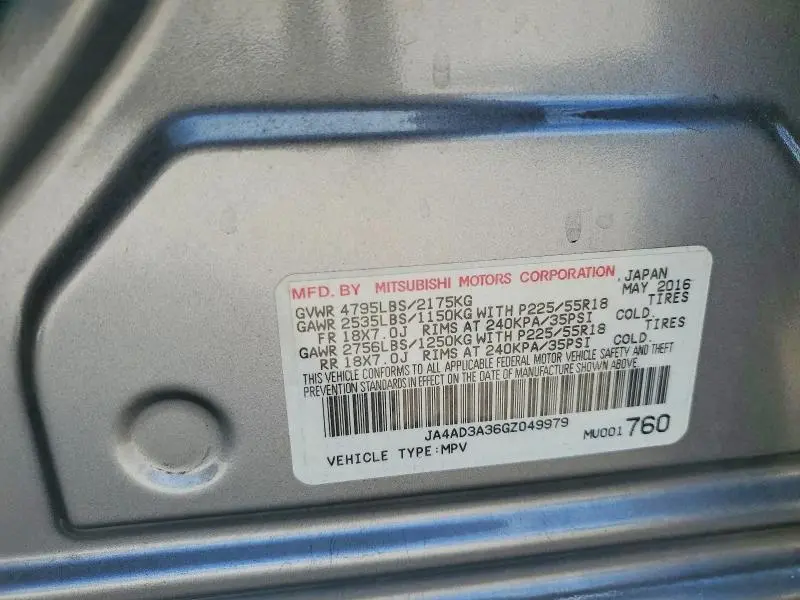 MFD. BY MITSUBISHI MOTORS CORPORATION, JAPAN
MAY 2016
GVWR 4795LBS/2175KG
GAWR 2535LBS/1150KG WITH P225/55R18 TIRES
FR 18X7.0J RIMS AT 240KPA/35PSI COLD.
GAWR 2756LBS/1250KG WITH P225/55R18 TIRES
RR 18X7.0J RIMS AT 240KPA/35PSI COLD.
THIS VEHICLE CONFORMS TO ALL APPLICABLE FEDERAL MOTOR VEHICLE SAFETY AND THEFT
PREVENTION STANDARDS IN EFFECT ON THE DATE OF MANUFACTURE SHOWN ABOVE.
JA4AD3A36GZ049979
VEHICLE TYPE:MPV MU001 760